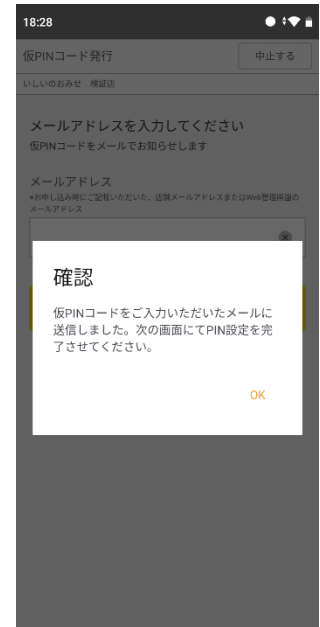 18:28
仮PINコード発行
中止する
いしいのおみせ 検証店
メールアドレスを入力してください
仮PINコードをメールでお知らせします
メールアドレス
*お申し込み時にご記載いただいた、店舗メールアドレスまたはWeb管理画面の
メールアドレス
確認
仮PINコードをご入力いただいたメールに
送信しました。次の画面にてPIN設定を完
了させてください。
OK